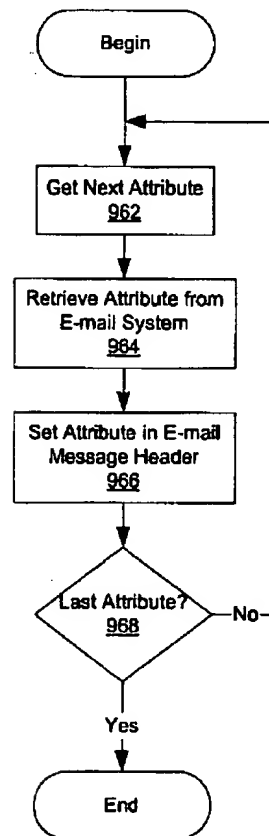 Begin
Get Next Attribute
962
Retrieve Attribute from
E-mail System
964
Set Attribute in E-mail
Message Header
966
Last Attribute?
968
No
Yes
End